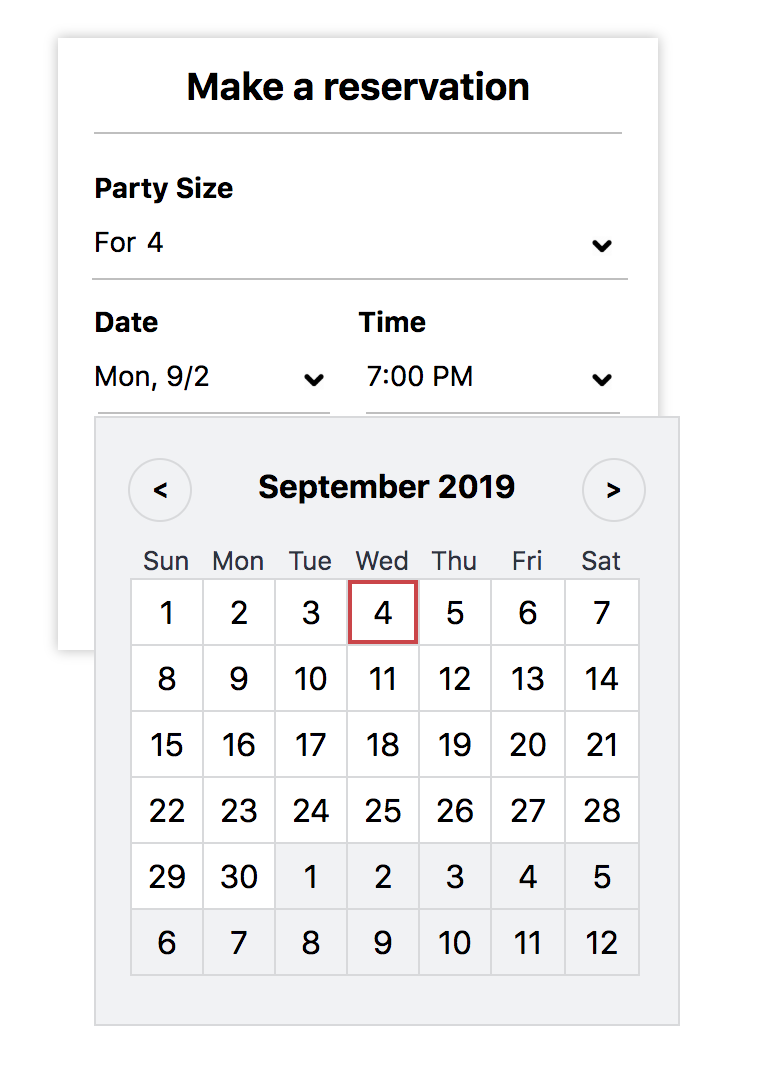 Make a reservation
Party Size
For 4
Date Time
Mon, 9/2 7:00 PM
< September 2019 >
Sun Mon Tue Wed Thu Fri Sat
1 2 3 4 5 6 7
8 9 10 11 12 13 14
15 16 17 18 19 20 21
22 23 24 25 26 27 28
29 30 1 2 3 4 5
6 7 8 9 10 11 12